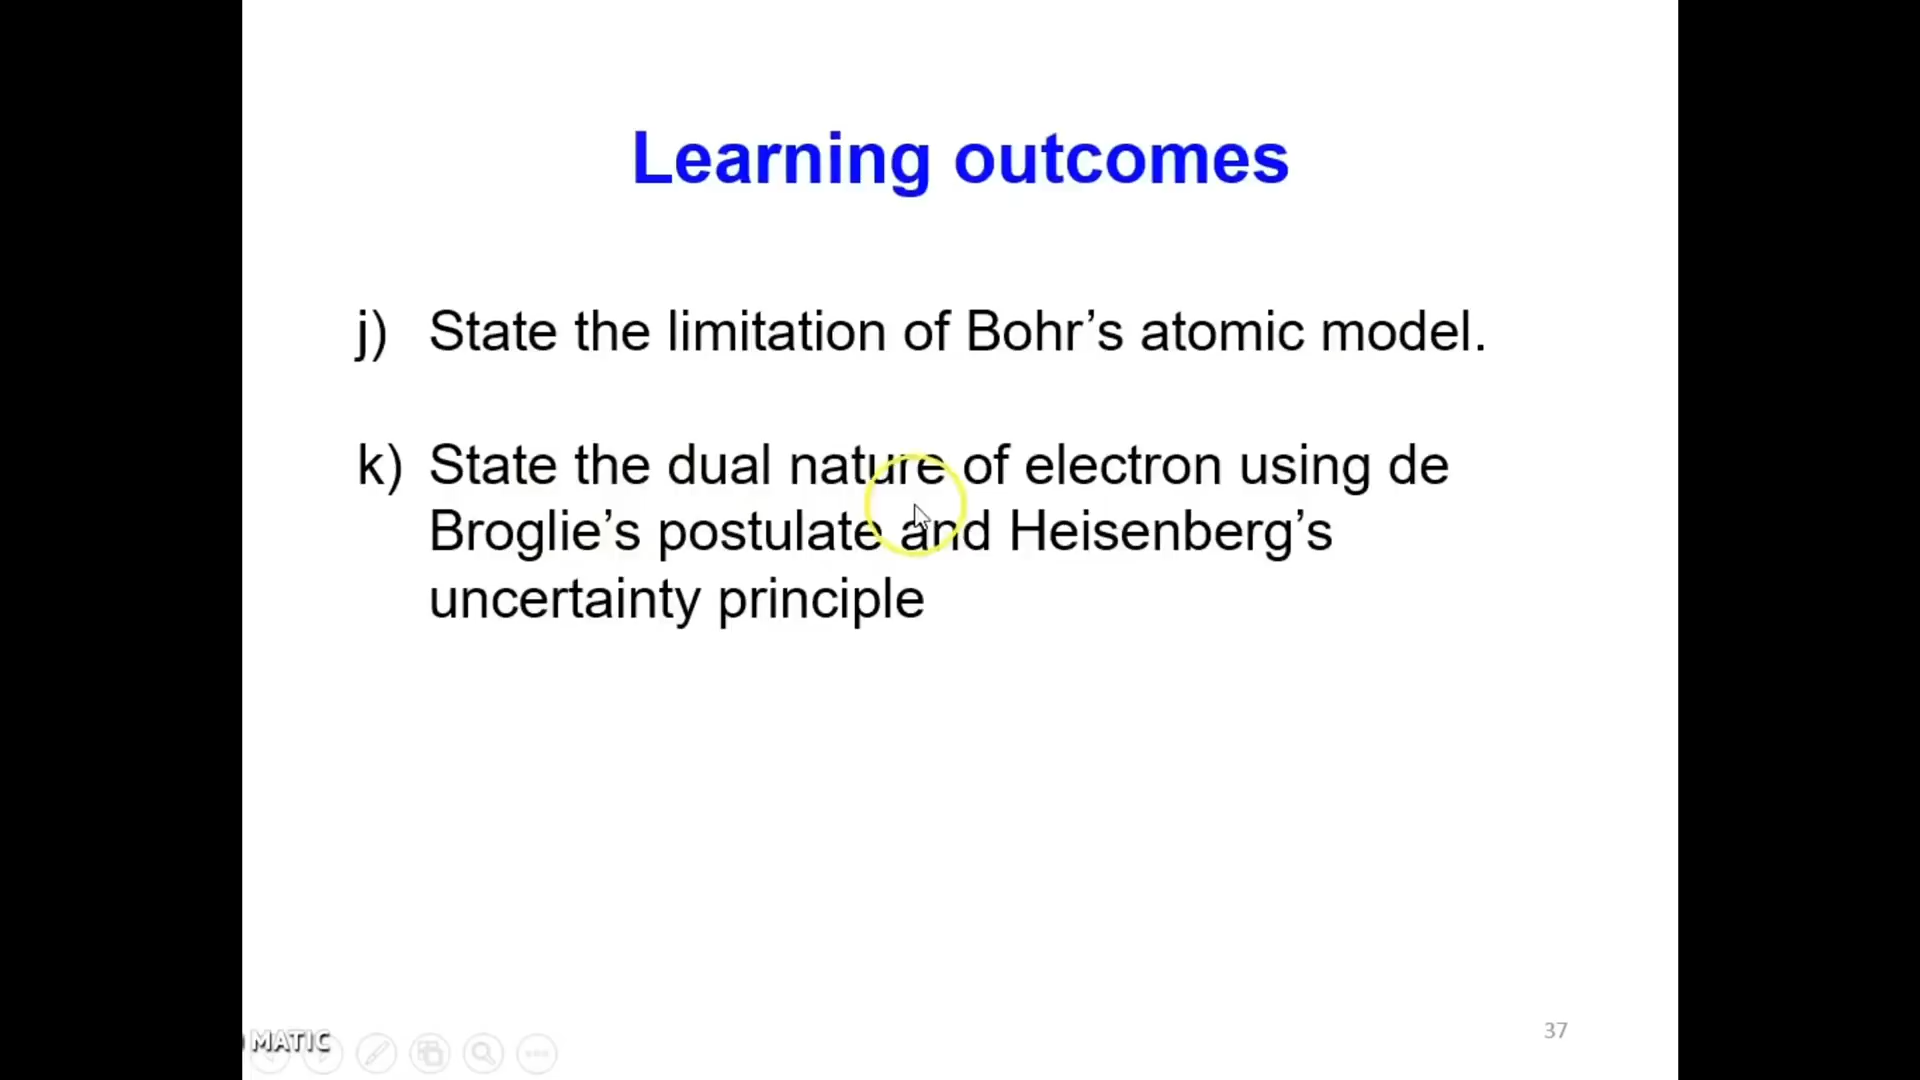 Learning outcomes
j) State the limitation of Bohr’s atomic model.
k) State the dual nature of electron using de
Broglie’s postulate and Heisenberg’s
uncertainty principle
MATIC
37